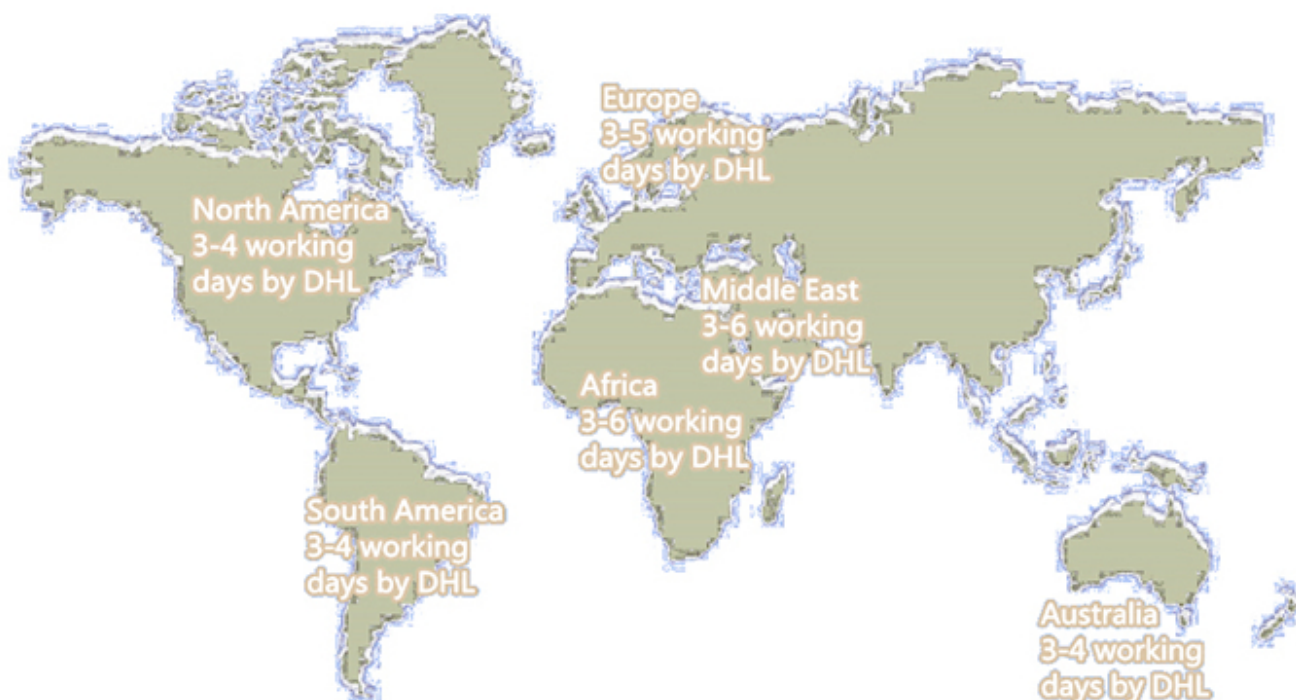 Europe
3-5 working
days by DHL
North America
3-4 working
days by DHL
Middle East
3-6 working
days by DHL
Africa
3-6 working
days by DHL
South America
3-4 working
days by DHL
Australia
3-4 working
days by DHL